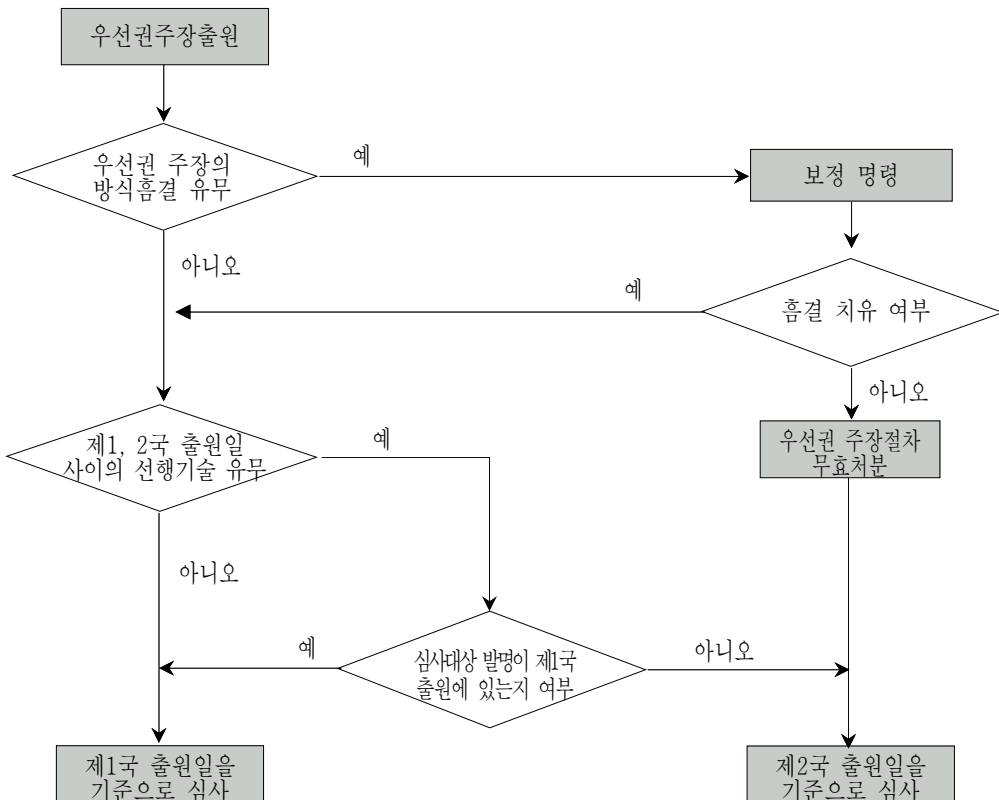 우선권주장출원
우선권 주장의
방식흠결 유무
예
보정 명령
아니오
예
흠결 치유 여부
아니오
제1, 2국 출원일
사이의 선행기술 유무
예
우선권 주장절차
무효처분
아니오
예
심사대상 발명이 제1국
출원에 있는지 여부
아니오
제1국 출원일을
기준으로 심사
제2국 출원일을
기준으로 심사